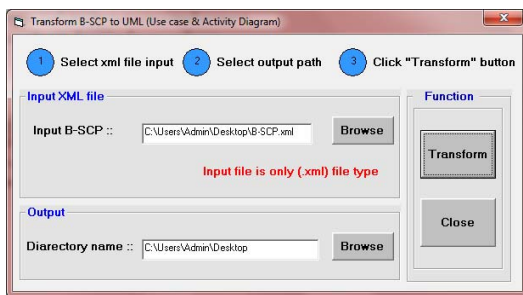 Transform B-SCP to UML (Use case & Activity Diagram)
1 Select xml file input 2 Select output path 3 Click "Transform" button
Input XML file
Input B-SCP :: C:\Users\Admin\Desktop\B-SCP.xml Browse
Input file is only (.xml) file type
Output
Diarectory name :: C:\Users\Admin\Desktop Browse
Function
Transform
Close